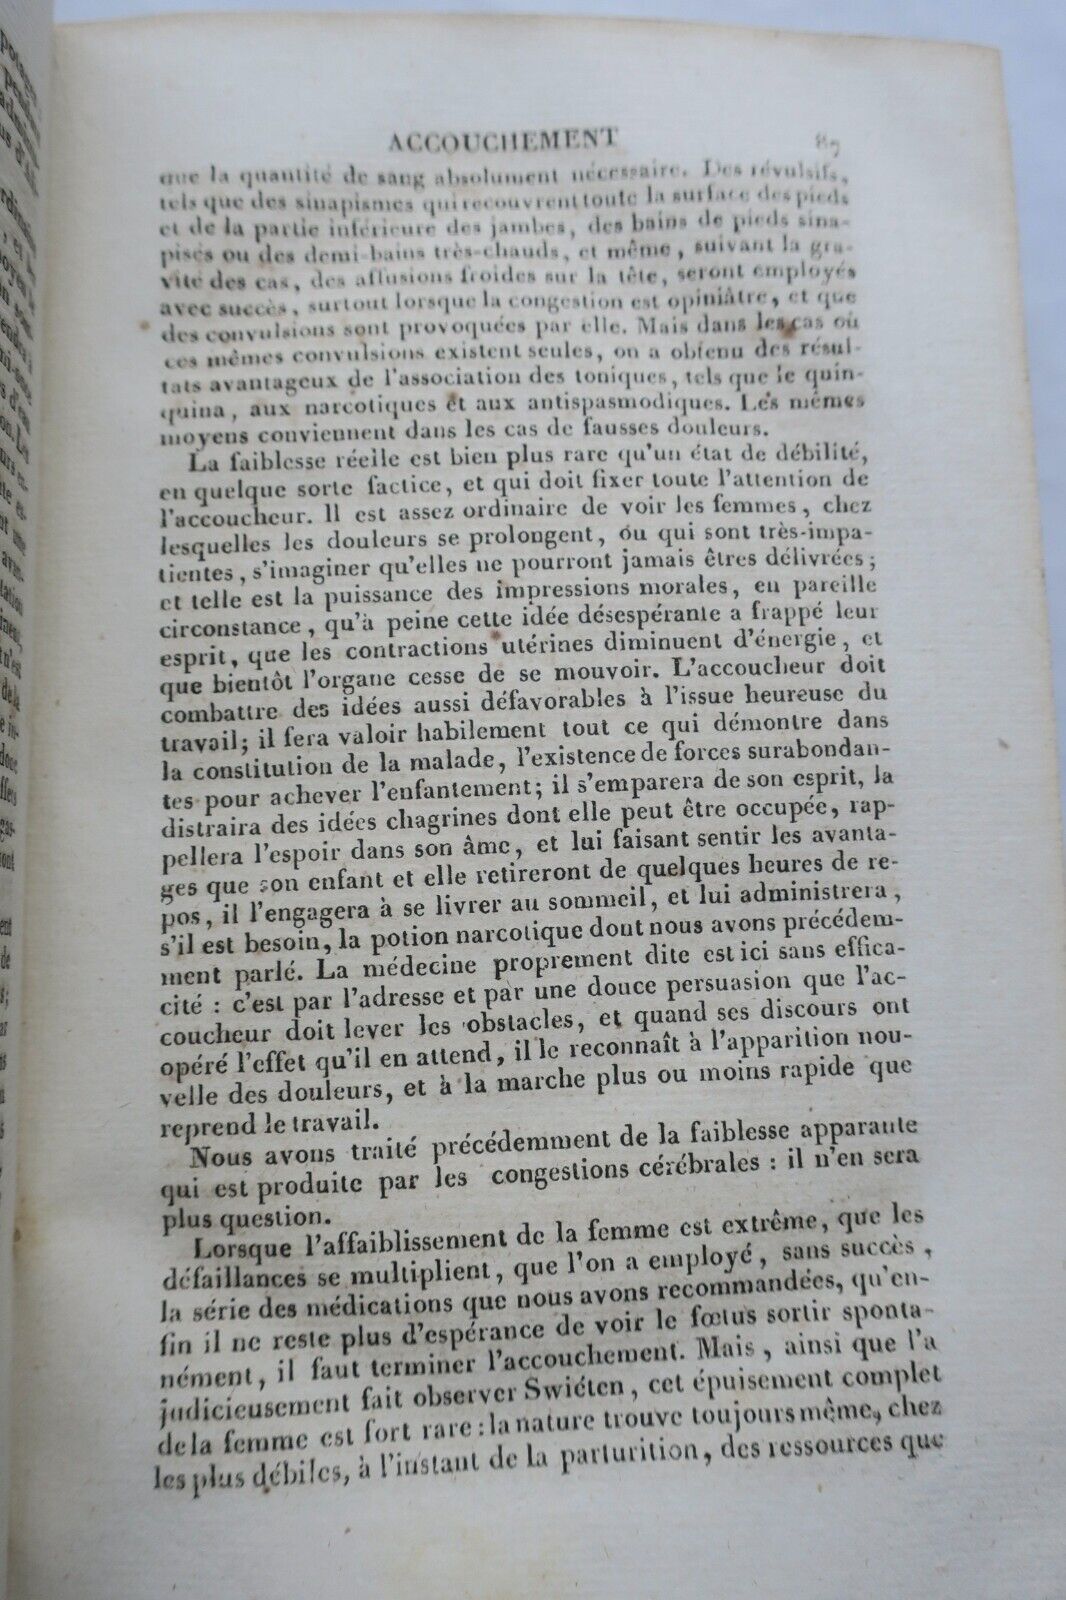 ACCOUCHEMENT 87
que la quantité de sang absolument nécessaire. Des révulsifs,
tels que des sinapismes qui recouvrent toute la surface des pieds
et de la partie inférieure des jambes, des bains de pieds sina-
pisés ou des demi-bains très-chauds, et même, suivant la gra-
vité des cas, des affusions froides sur la tête, seront employés
avec succès, surtout lorsque la congestion est opiniâtre, et que
des convulsions sont provoquées par elle. Mais dans les cas où
ces mêmes convulsions existent seules, on a obtenu des résul-
tats avantageux de l'association des toniques, tels que le quin-
quina, aux narcotiques et aux antispasmodiques. Les mêmes
moyens conviennent dans les cas de fausses douleurs.
La faiblesse réelle est bien plus rare qu'un état de débilité,
en quelque sorte factice, et qui doit fixer toute l'attention de
l'accoucheur. Il est assez ordinaire de voir les femmes, chez
lesquelles les douleurs se prolongent, ou qui sont très-impa-
tientes, s'imaginer qu'elles ne pourront jamais êtres délivrées;
et telle est la puissance des impressions morales, en pareille
circonstance, qu'à peine cette idée désespérante a frappé leur
esprit, que les contractions utérines diminuent d'énergie, et
que bientôt l'organe cesse de se mouvoir. L'accoucheur doit
combattre des idées aussi défavorables à l'issue heureuse du
travail; il fera valoir habilement tout ce qui démontre dans
la constitution de la malade, l'existence de forces surabondan-
tes pour achever l'enfantement; il s'emparera de son esprit, la
distraira des idées chagrines dont elle peut être occupée, rap-
pellera l'espoir dans son âme, et lui faisant sentir les avanta-
ges que son enfant et elle retireront de quelques heures de re-
pos, il l'engagera à se livrer au sommeil, et lui administrera,
s'il est besoin, la potion narcotique dont nous avons précédem-
ment parlé. La médecine proprement dite est ici sans effica-
cité : c'est par l'adresse et par une douce persuasion que l'ac-
coucheur doit lever les obstacles, et quand ses discours ont
opéré l'effet qu'il en attend, il le reconnaît à l'apparition nou-
velle des douleurs, et à la marche plus ou moins rapide que
reprend le travail.
Nous avons traité précédemment de la faiblesse apparante
qui est produite par les congestions cérébrales : il n'en sera
plus question.
Lorsque l'affaiblissement de la femme est extrême, que les
défaillances se multiplient, que l'on a employé, sans succès,
la série des médications que nous avons recommandées, qu'en-
fin il ne reste plus d'espérance de voir le fœtus sortir sponta-
nément, il faut terminer l'accouchement. Mais, ainsi que l'a
judicieusement fait observer Swiéten, cet épuisement complet
de la femme est fort rare : la nature trouve toujours même, chez
les plus débiles, à l'instant de la parturition, des ressources que